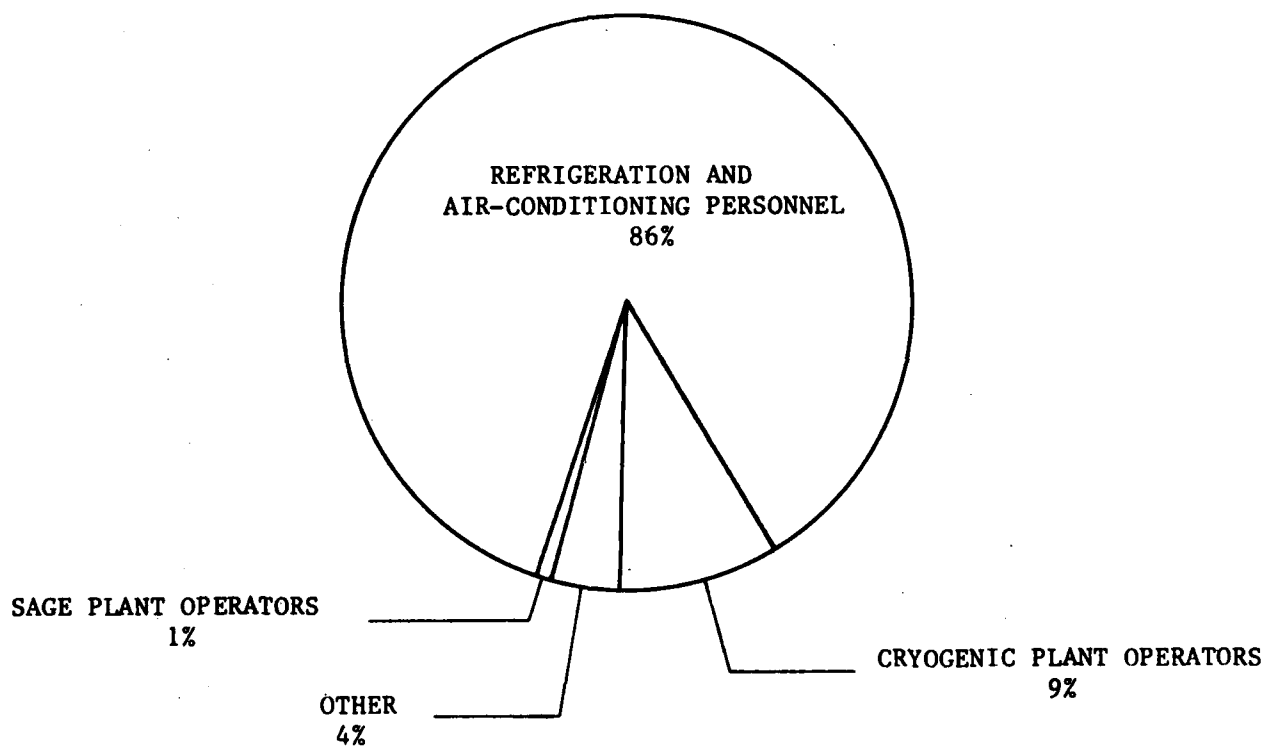 REFRIGERATION AND
AIR-CONDITIONING PERSONNEL
86%
SAGE PLANT OPERATORS
1%
CRYOGENIC PLANT OPERATORS
9%
OTHER
4%